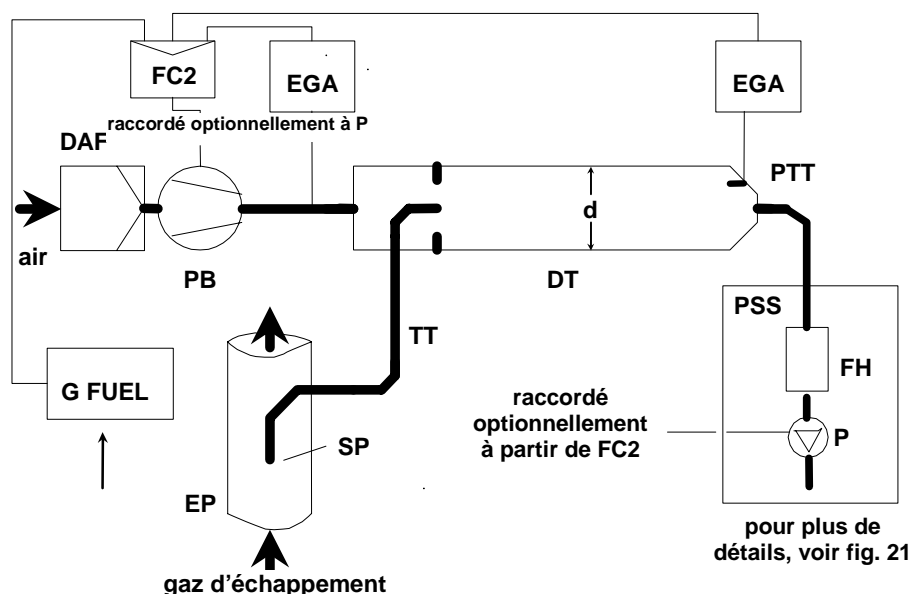 FC2
EGA
EGA
raccordé optionnellement à P
DAF
PTT
d
air
PB
DT
PSS
TT
FH
G FUEL
raccordé
optionnellement
à partir de FC2
P
SP
EP
pour plus de
détails, voir fig. 21
gaz d'échappement